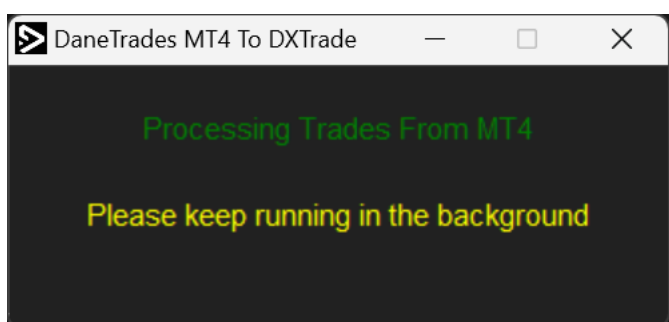 DaneTrades MT4 To DXTrade
Processing Trades From MT4
Please keep running in the background